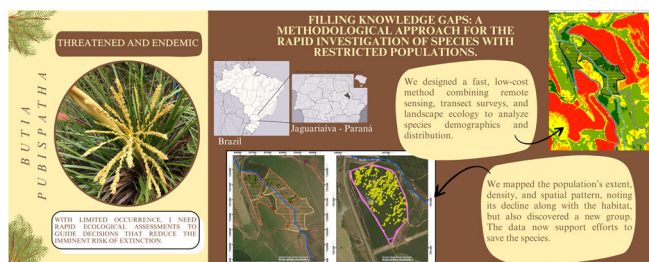 THREATENED AND ENDEMIC
BUTIA
PUBISPATHA
WITH LIMITED OCCURRENCE, I NEED
RAPID ECOLOGICAL ASSESSMENTS TO
GUIDE DECISIONS THAT REDUCE THE
IMMINENT RISK OF EXTINCTION.
FILLING KNOWLEDGE GAPS: A
METHODOLOGICAL APPROACH FOR THE
RAPID INVESTIGATION OF SPECIES WITH
RESTRICTED POPULATIONS.
Brazil
Jaguariaíva - Paraná
We designed a fast, low-cost
method combining remote
sensing, transect surveys, and
landscape ecology to analyze
species demographics and
distribution.
We mapped the population's extent,
density, and spatial pattern, noting
its decline along with the habitat,
but also discovered a new group.
The data now support efforts to
save the species.